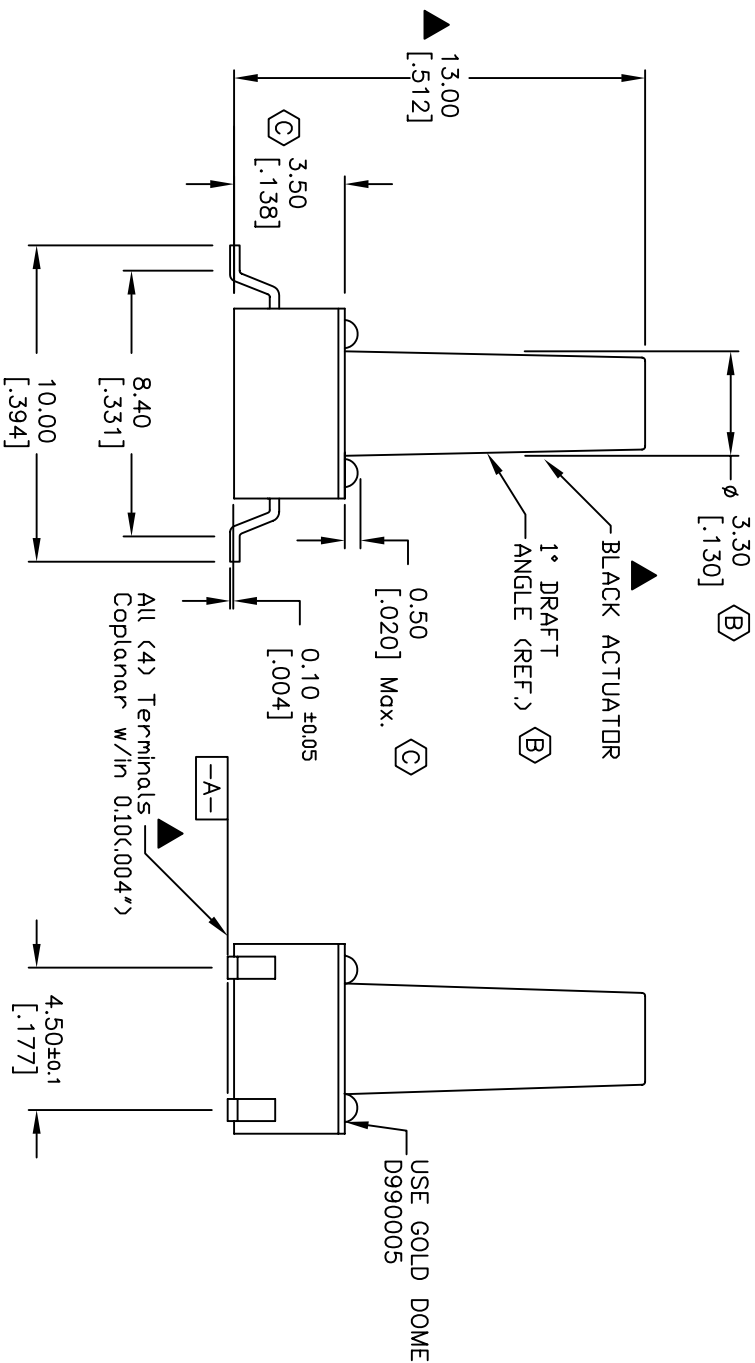 ø 3.30
[.130]
B
BLACK ACTUATOR
1° DRAFT
ANGLE (REF.)
B
13.00
[.512]
C
3.50
[.138]
0.50
[.020] Max.
C
0.10 ±0.05
[.004]
8.40
[.331]
10.00
[.394]
All (4) Terminals
Coplanar w/in 0.10(.004")
-A-
4.50±0.1
[.177]
USE GOLD DOME
D990005